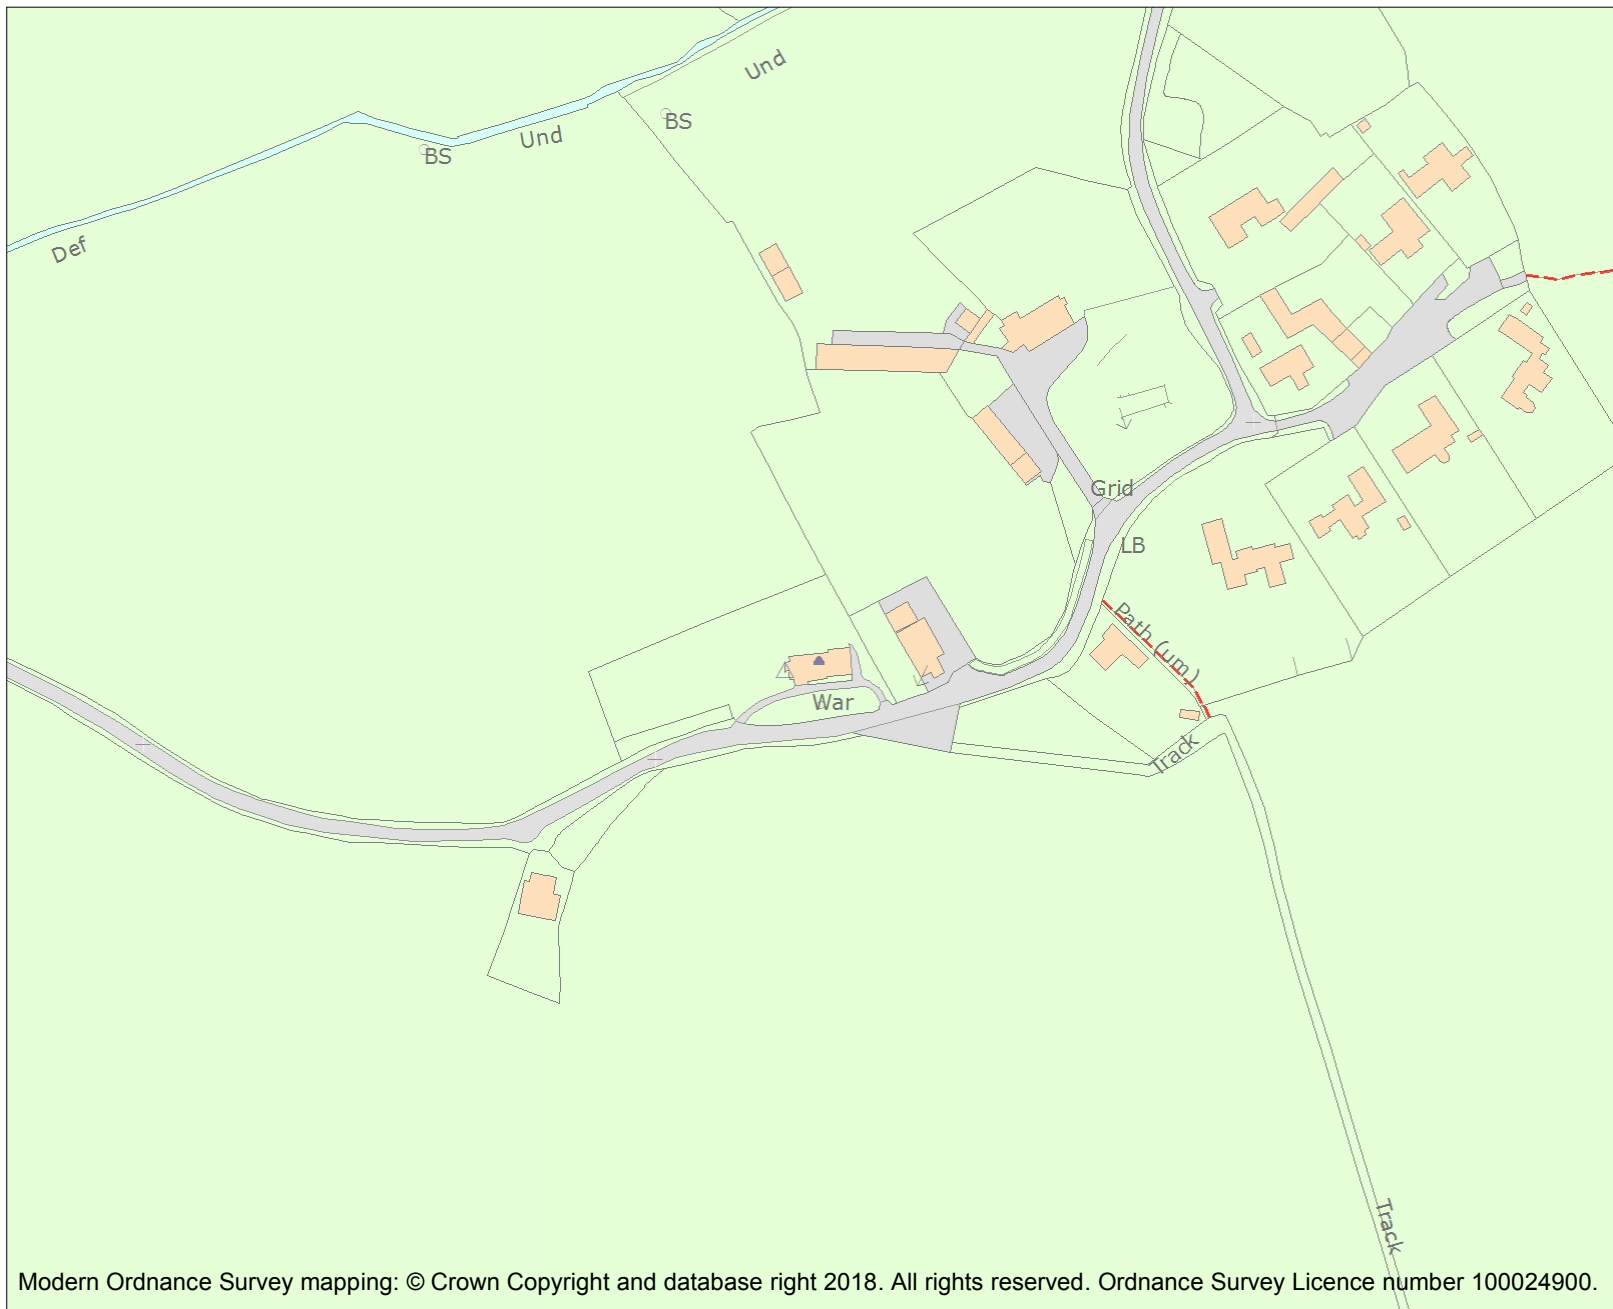 Und
BS
Und
BS
Def
Grid
LB
Path (um)
War
Track
Track
Modern Ordnance Survey mapping: © Crown Copyright and database right 2018. All rights reserved. Ordnance Survey Licence number 100024900.